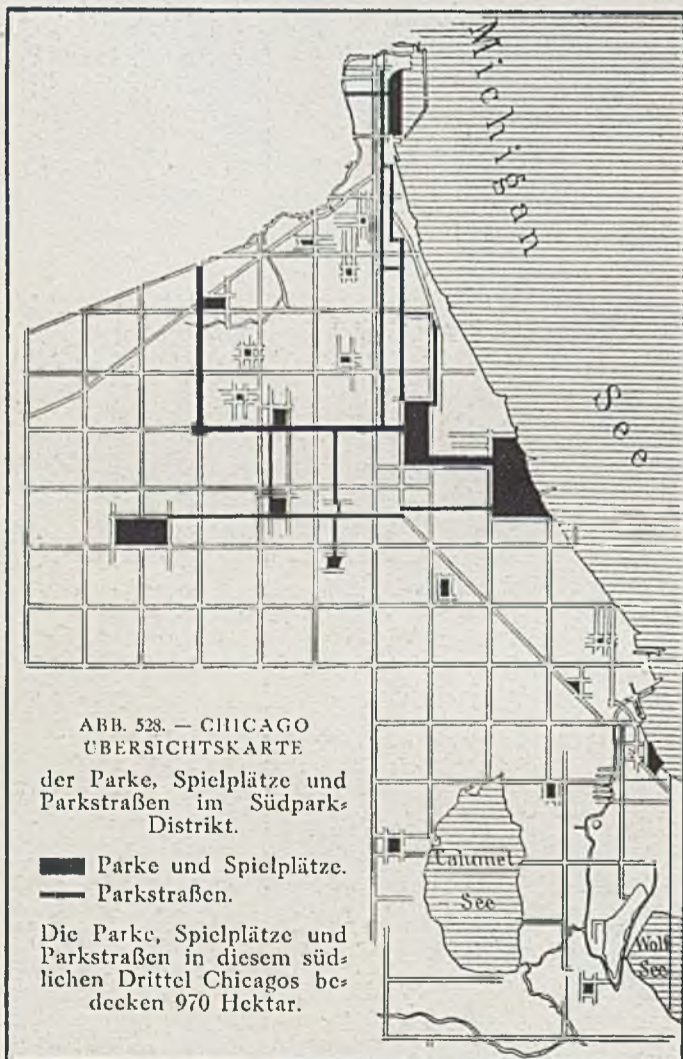 Michigan
See
ABB. 528. — CHICAGO
ÜBERSICHTSKARTE
der Parke, Spielplätze und
Parkstraßen im Südpark=
Distrikt.
Parke und Spielplätze.
Parkstraßen.
Die Parke, Spielplätze und
Parkstraßen in diesem süd=
lichen Drittel Chicagos be=
decken 970 Hektar.
Calumet
See
Wolf
See